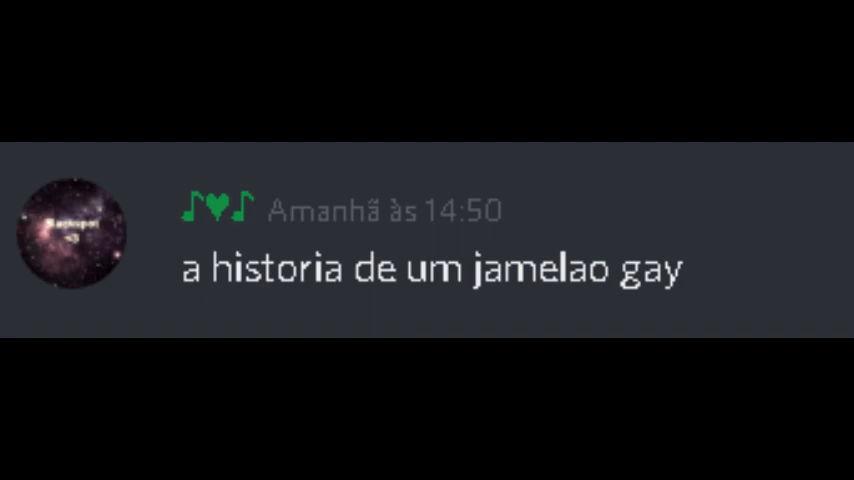 ♪♥♪ Amanhã às 14:50
a historia de um jamelao gay